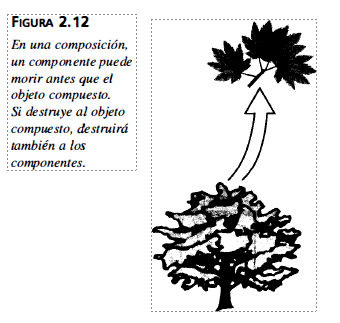 FIGURA 2.12
En una composición,
un componente puede
morir antes que el
objeto compuesto.
Si destruye al objeto
compuesto, destruirá
también a los
componentes.